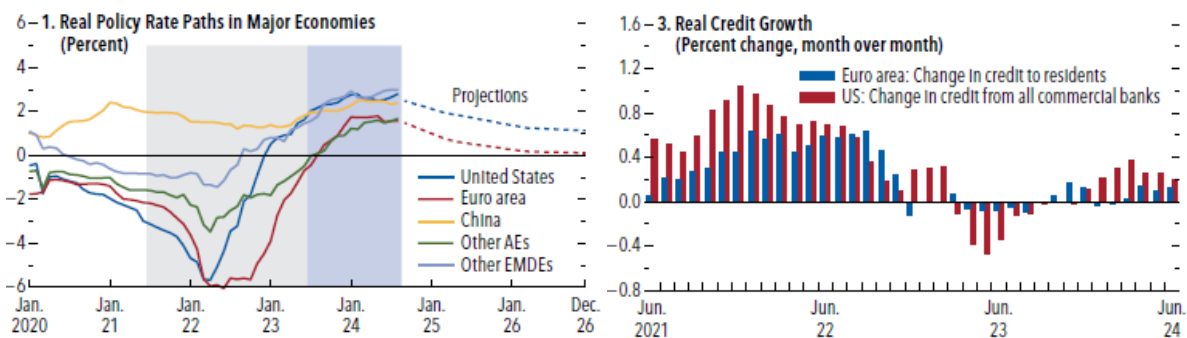 1. Real Policy Rate Paths in Major Economies
(Percent)
6
4
2
0
−2
−4
−6
Projections
United States
Euro area
China
Other AEs
Other EMDEs
Jan. Jan. Jan. Jan. Jan. Jan. Jan. Dec.
2020 21 22 23 24 25 26 26
3. Real Credit Growth
(Percent change, month over month)
1.6
1.2
0.8
0.4
0.0
−0.4
−0.8
Euro area: Change in credit to residents
US: Change in credit from all commercial banks
Jun. Jun. Jun. Jun.
2021 22 23 24